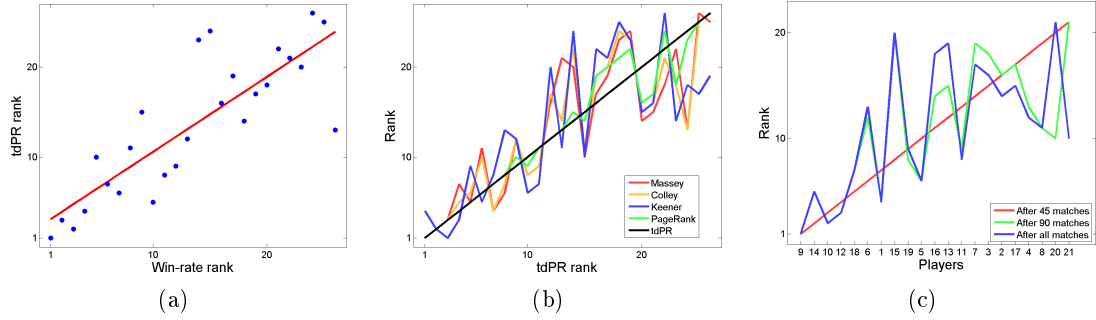 tdPR rank
20
10
1
1
10
20
Win-rate rank
(a)
Rank
20
10
1
Massey
Colley
Keener
PageRank
tdPR
1
10
20
tdPR rank
(b)
Rank
20
10
1
After 45 matches
After 90 matches
After all matches
9 14 10 12 18 6 1 15 19 5 16 13 11 7 3 2 17 4 8 20 21
Players
(c)